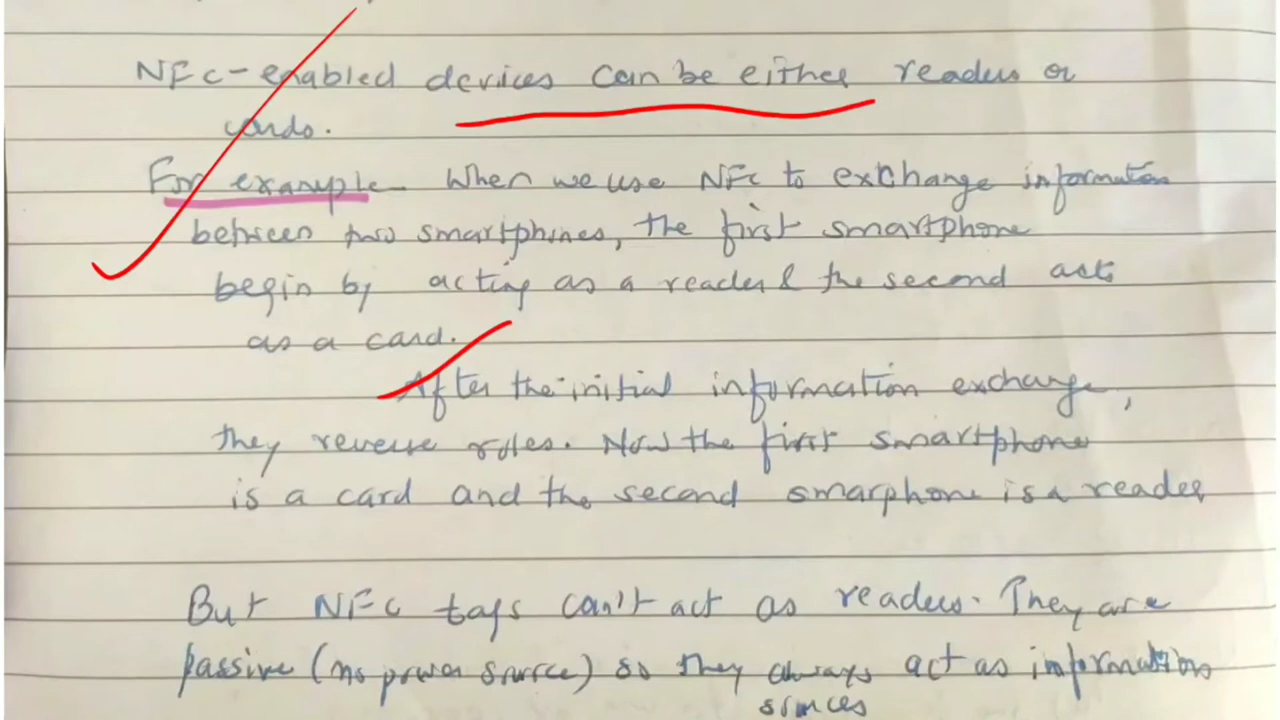 NFC-enabled devices can be either readers or
cards.
For example When we use NFC to exchange information
between two smartphones, the first smartphone
begin by acting as a reader & the second acts
as a card.
After the initial information exchange,
they reverse roles. Now the first smartphone
is a card and the second smarphone is a reader
But NFC tags can't act as readers. They are
passive (no power source) so they always act as information
sources